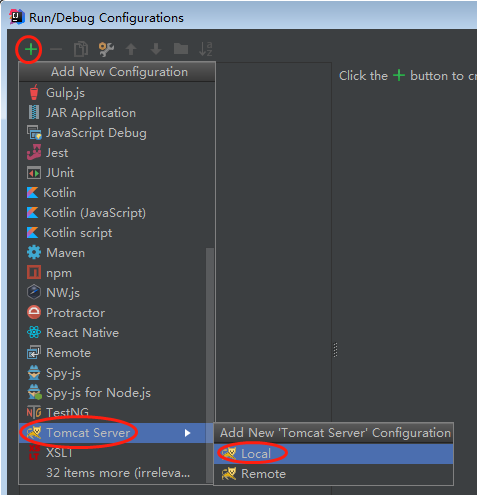 Run/Debug Configurations
Add New Configuration
Click the + button to cr
Gulp.js
JAR Application
JavaScript Debug
Jest
JUnit
Kotlin
Kotlin (JavaScript)
Kotlin script
Maven
npm
NW.js
Protractor
React Native
Remote
Spy-js
Spy-js for Node.js
TestNG
Tomcat Server
XSLT
32 items more (irreleva...
Add New 'Tomcat Server' Configuration
Local
Remote